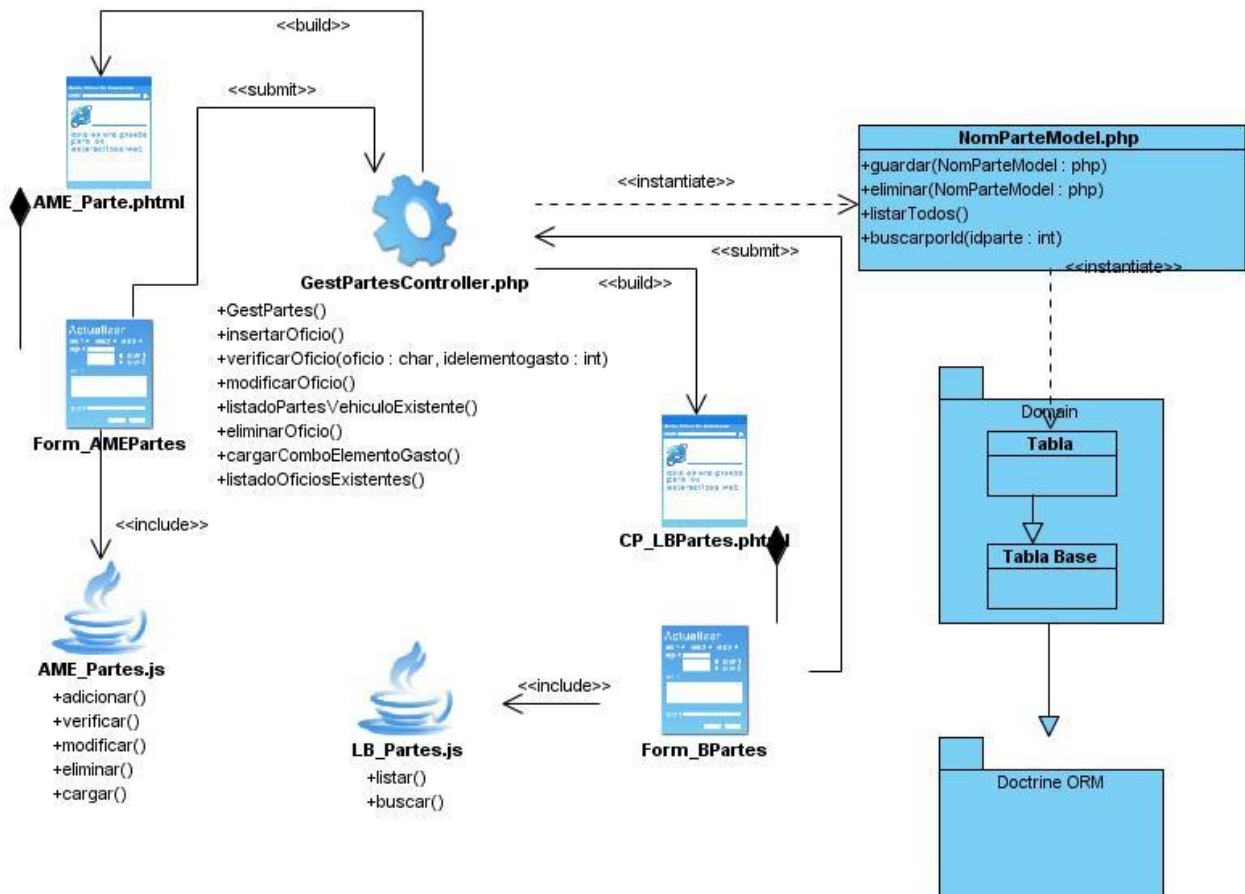 <<build>>
<<submit>>
AME_Parte.phtml
NomParteModel.php
+guardar(NomParteModel : php)
+eliminar(NomParteModel : php)
+listarTodos()
+buscarporId(idparte : int)
<<instantiate>>
<<instantiate>>
<<submit>>
<<build>>
GestPartesController.php
+GestPartes()
+insertarOficio()
+verificarOficio(oficio : char, idelementogasto : int)
+modificarOficio()
+listadoPartesVehiculoExistente()
+eliminarOficio()
+cargarComboElementoGasto()
+listadoOficiosExistentes()
Actualizar
Form_AMEPartes
<<include>>
AME_Partes.js
+adicionar()
+verificar()
+modificar()
+eliminar()
+cargar()
CP_LBPartes.phtml
Domain
Tabla
Tabla Base
Actualizar
Form_BPartes
<<include>>
LB_Partes.js
+listar()
+buscar()
Doctrine ORM